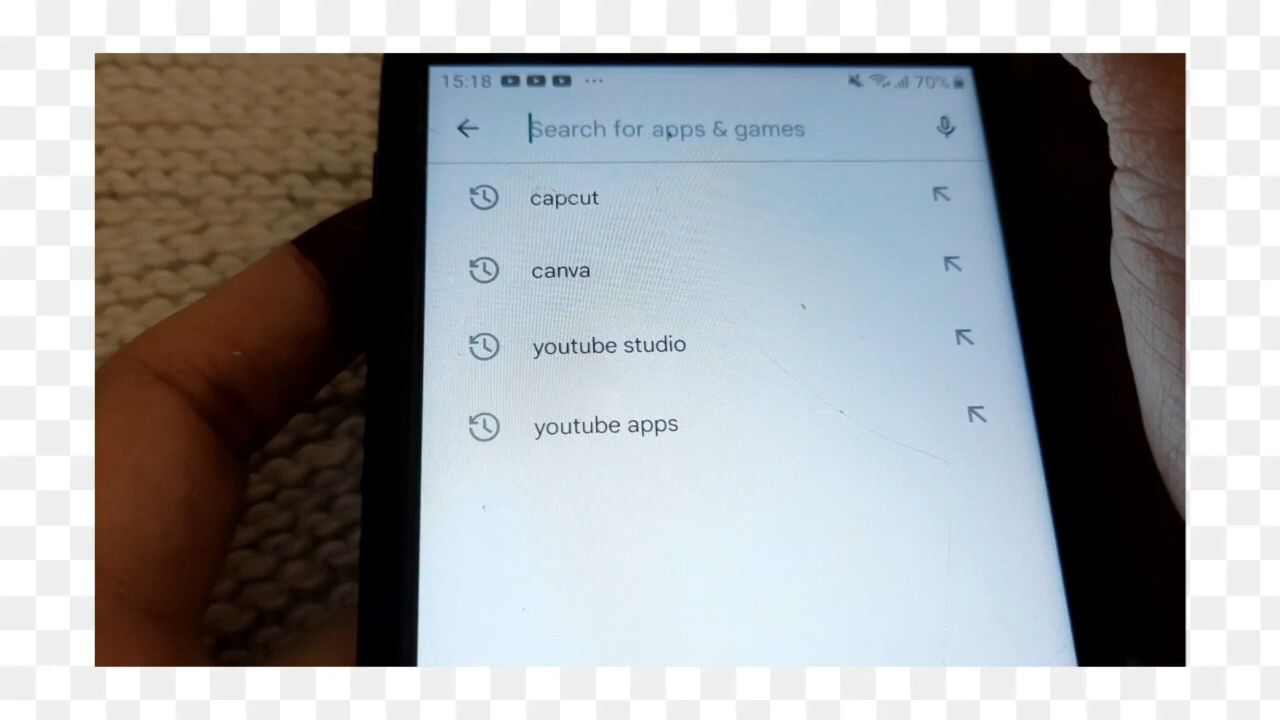 15:18 70%
Search for apps & games
capcut
canva
youtube studio
youtube apps